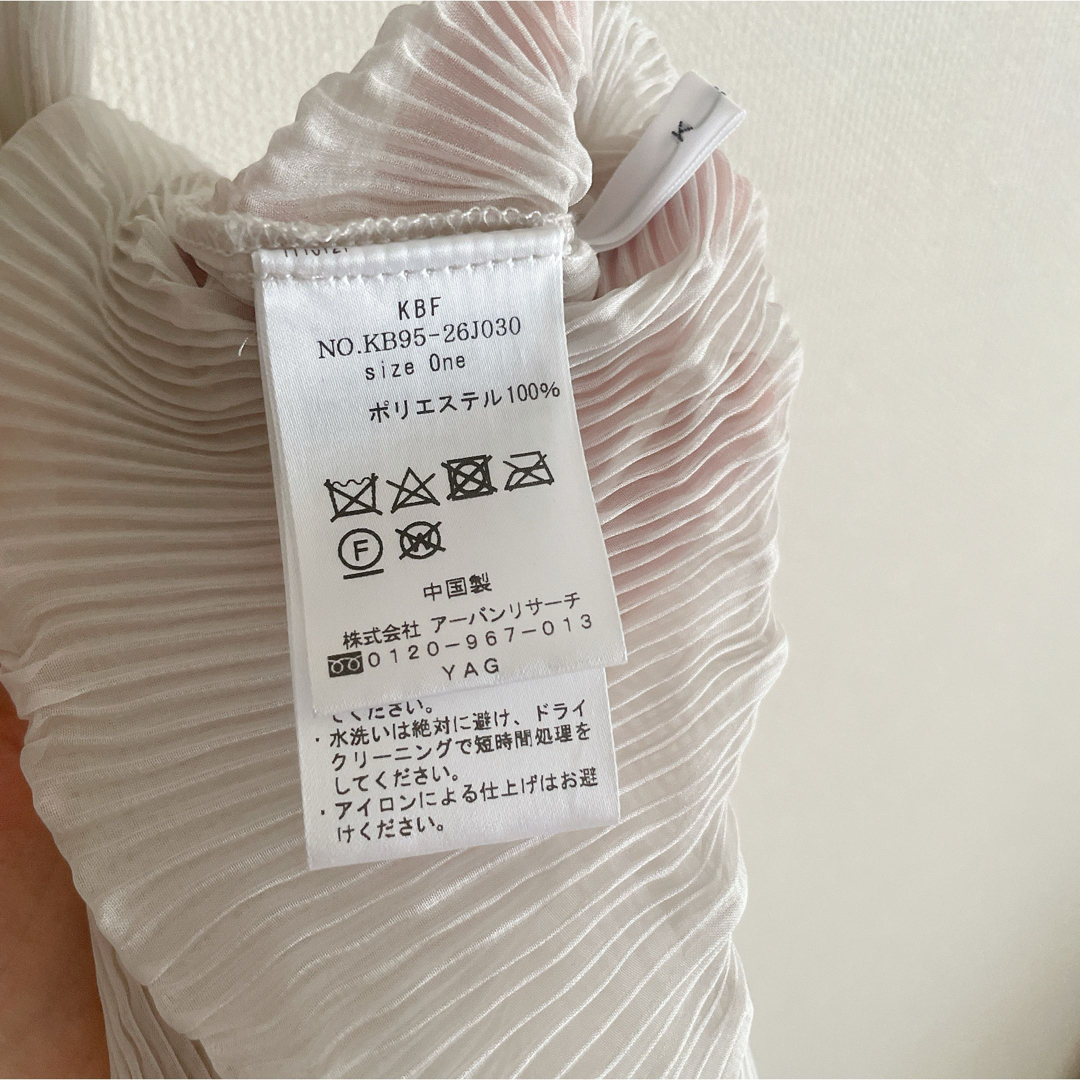 K
KBF
NO.KB95-26J030
size One
ポリエステル100%
F
W
中国製
株式会社 アーバンリサーチ
0120-967-013
YAG
てください。
・水洗いは絶対に避け、ドライ
クリーニングで短時間処理を
してください。
・アイロンによる仕上げはお避
けください。